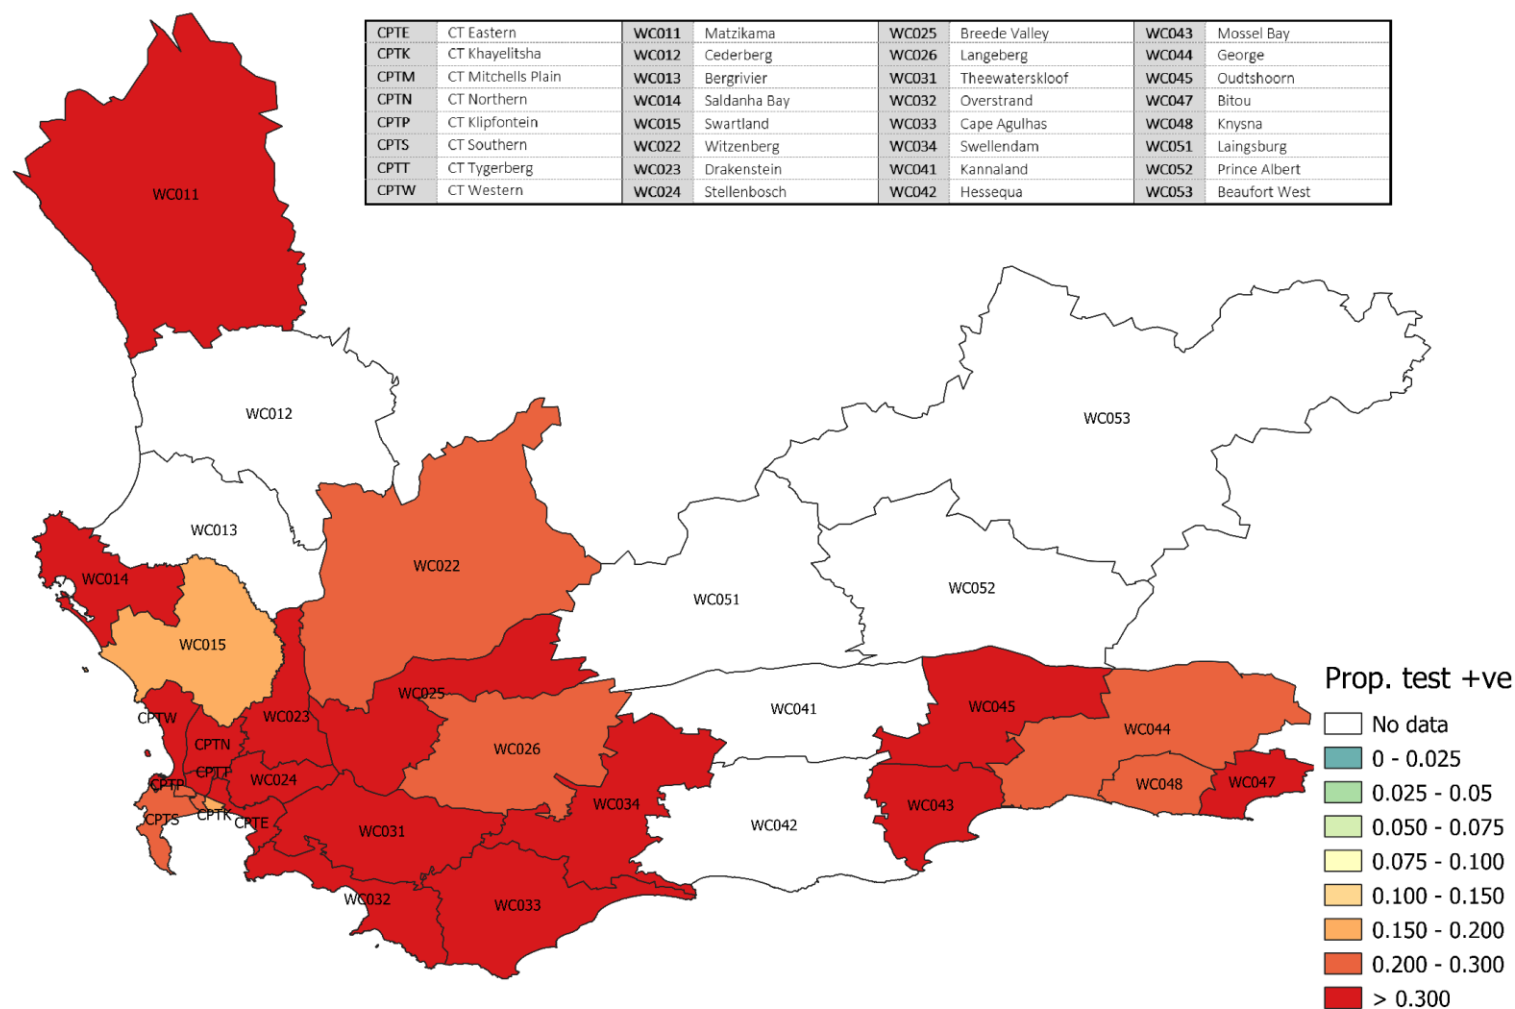 CPTE CT Eastern WC011 Matzikama WC025 Breede Valley WC043 Mossel Bay
CPTK CT Khayelitsha WC012 Cederberg WC026 Langeberg WC044 George
CPTM CT Mitchells Plain WC013 Bergrivier WC031 Theewaterskloof WC045 Oudtshoorn
CPTN CT Northern WC014 Saldanha Bay WC032 Overstrand WC047 Bitou
CPTP CT Klipfontein WC015 Swartland WC033 Cape Agulhas WC048 Knysna
CPTS CT Southern WC022 Witzenberg WC034 Swellendam WC051 Laingsburg
CPTT CT Tygerberg WC023 Drakenstein WC041 Kannaland WC052 Prince Albert
CPTW CT Western WC024 Stellenbosch WC042 Hessequa WC053 Beaufort West
WC011
WC012
WC053
WC013
WC022
WC014
WC051
WC052
WC015
WC025
WC041
WC045
CPTW
WC023
WC044
CPTN
WC026
CPTT
WC024
CPTP
WC048
WC047
WC034
WC043
CPTS
CPTK
CPTE
WC031
WC042
WC032
WC033
Prop. test +ve
No data
0 - 0.025
0.025 - 0.05
0.050 - 0.075
0.075 - 0.100
0.100 - 0.150
0.150 - 0.200
0.200 - 0.300
> 0.300